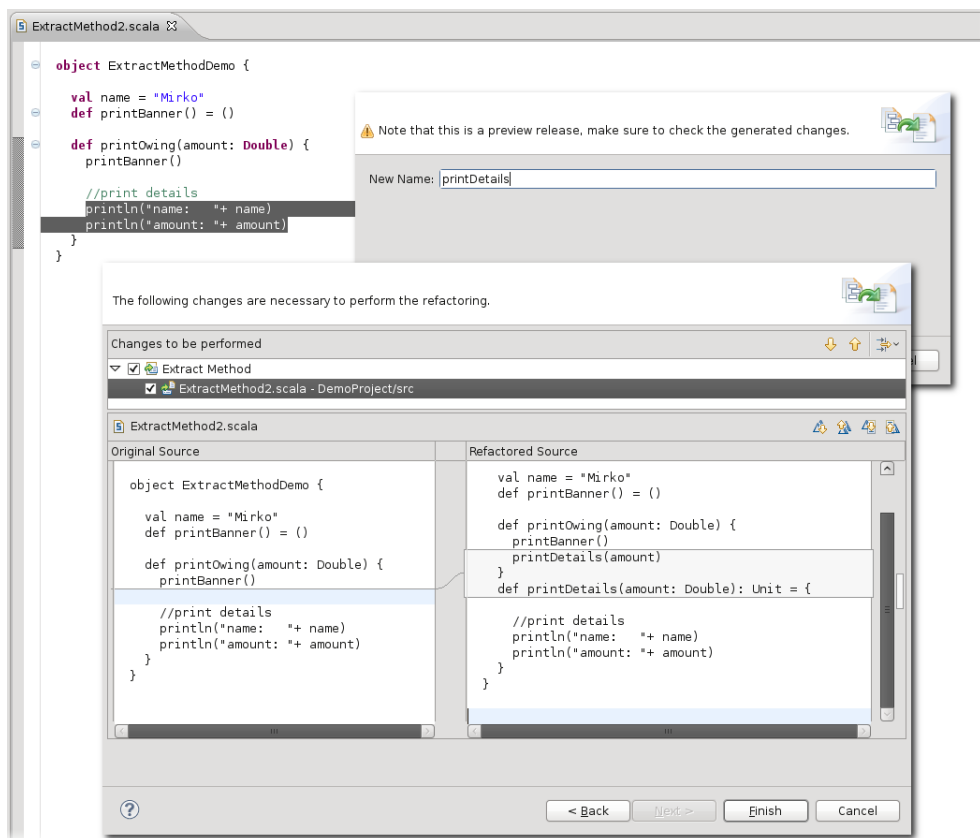 ExtractMethod2.scala
object ExtractMethodDemo {
val name = "Mirko"
def printBanner() = ()
def printOwing(amount: Double) {
printBanner()
//print details
println("name:   "+ name)
println("amount: "+ amount)
}
}
Note that this is a preview release, make sure to check the generated changes.
New Name: printDetails
The following changes are necessary to perform the refactoring.
Changes to be performed
Extract Method
ExtractMethod2.scala - DemoProject/src
ExtractMethod2.scala
Original Source
object ExtractMethodDemo {
val name = "Mirko"
def printBanner() = ()
def printOwing(amount: Double) {
printBanner()
//print details
println("name:   "+ name)
println("amount: "+ amount)
}
}
Refactored Source
val name = "Mirko"
def printBanner() = ()
def printOwing(amount: Double) {
printBanner()
printDetails(amount)
}
def printDetails(amount: Double): Unit = {
//print details
println("name:   "+ name)
println("amount: "+ amount)
}
}
< Back
Next >
Finish
Cancel